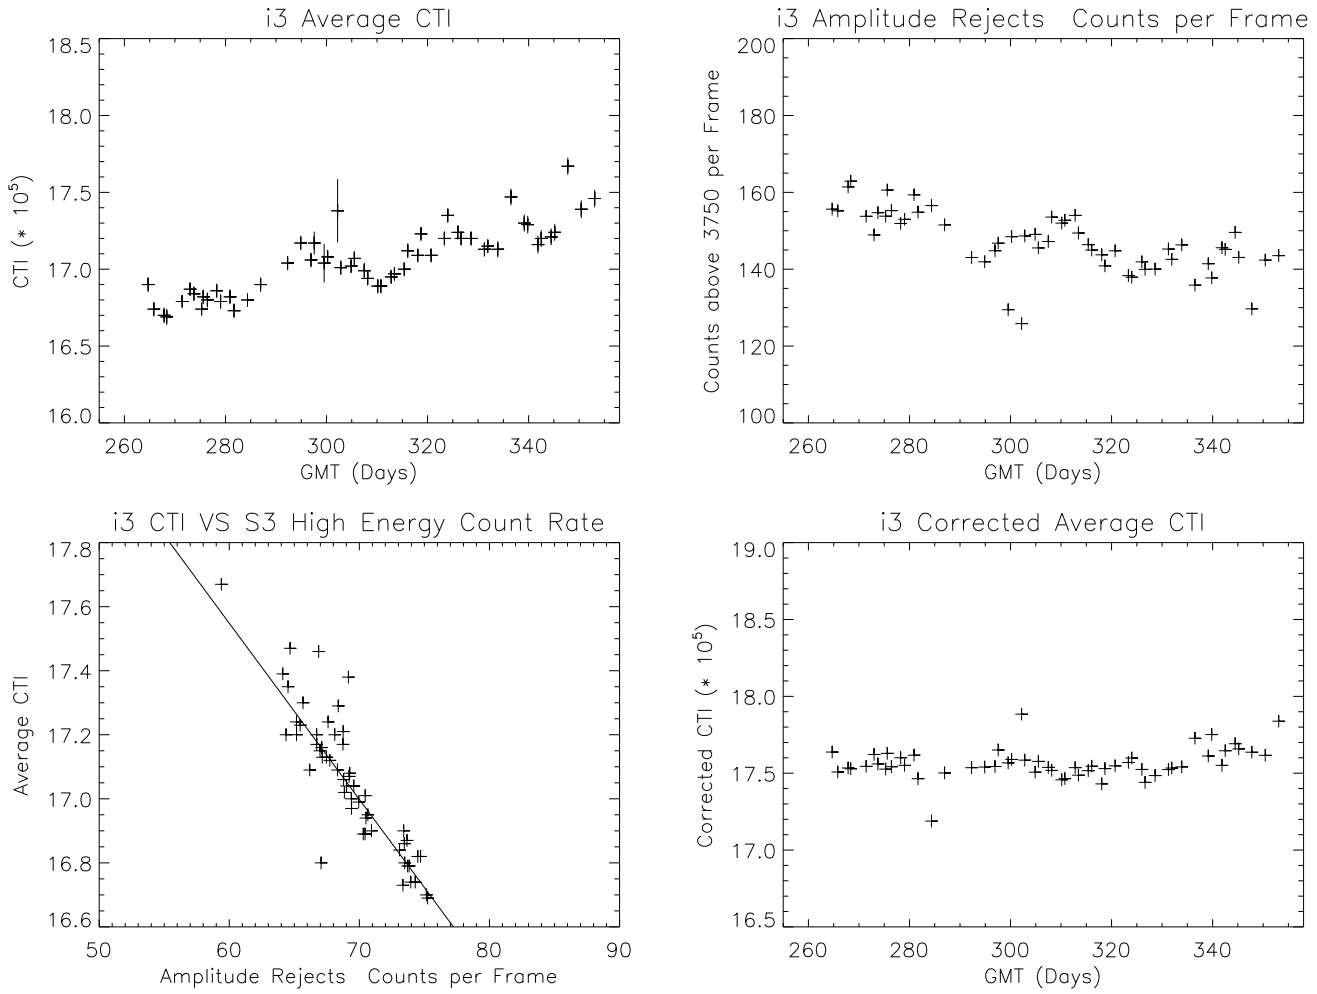 i3 Average CTI
18.5
18.0
17.5
17.0
16.5
16.0
CTI (* 10^5)
260 280 300 320 340
GMT (Days)
i3 Amplitude Rejects Counts per Frame
200
180
160
140
120
100
Counts above 3750 per Frame
260 280 300 320 340
GMT (Days)
i3 CTI VS S3 High Energy Count Rate
17.8
17.6
17.4
17.2
17.0
16.8
16.6
Average CTI
50 60 70 80 90
Amplitude Rejects Counts per Frame
i3 Corrected Average CTI
19.0
18.5
18.0
17.5
17.0
16.5
Corrected CTI (* 10^5)
260 280 300 320 340
GMT (Days)